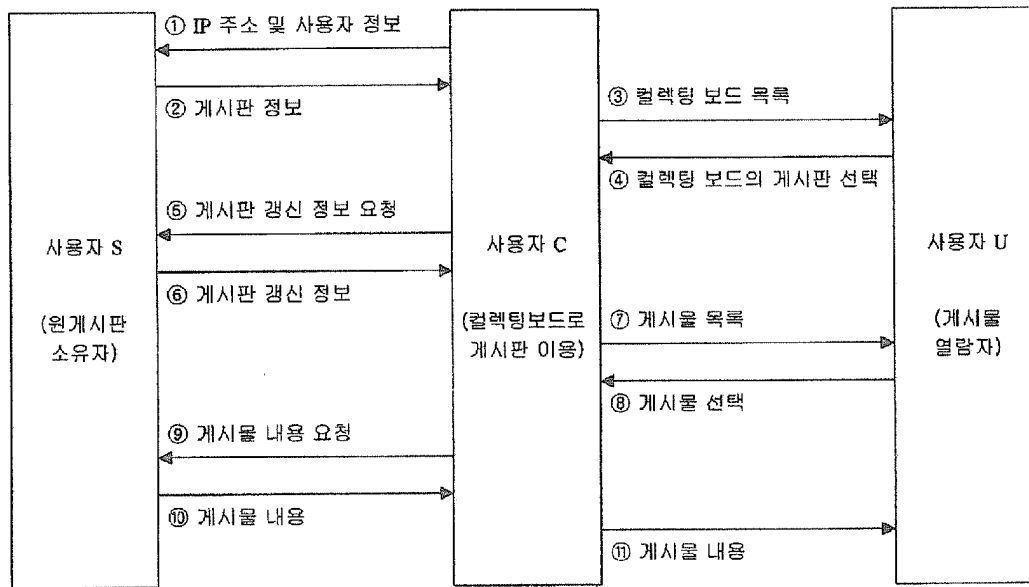 ① IP 주소 및 사용자 정보
② 게시판 정보
③ 컬렉팅 보드 목록
④ 컬렉팅 보드의 게시판 선택
⑤ 게시판 갱신 정보 요청
사용자 S
사용자 C
사용자 U
⑥ 게시판 갱신 정보
(원게시판
소유자)
(컬렉팅보드로
게시판 이용)
⑦ 게시물 목록
(게시물
열람자)
⑧ 게시물 선택
⑨ 게시물 내용 요청
⑩ 게시물 내용
⑪ 게시물 내용